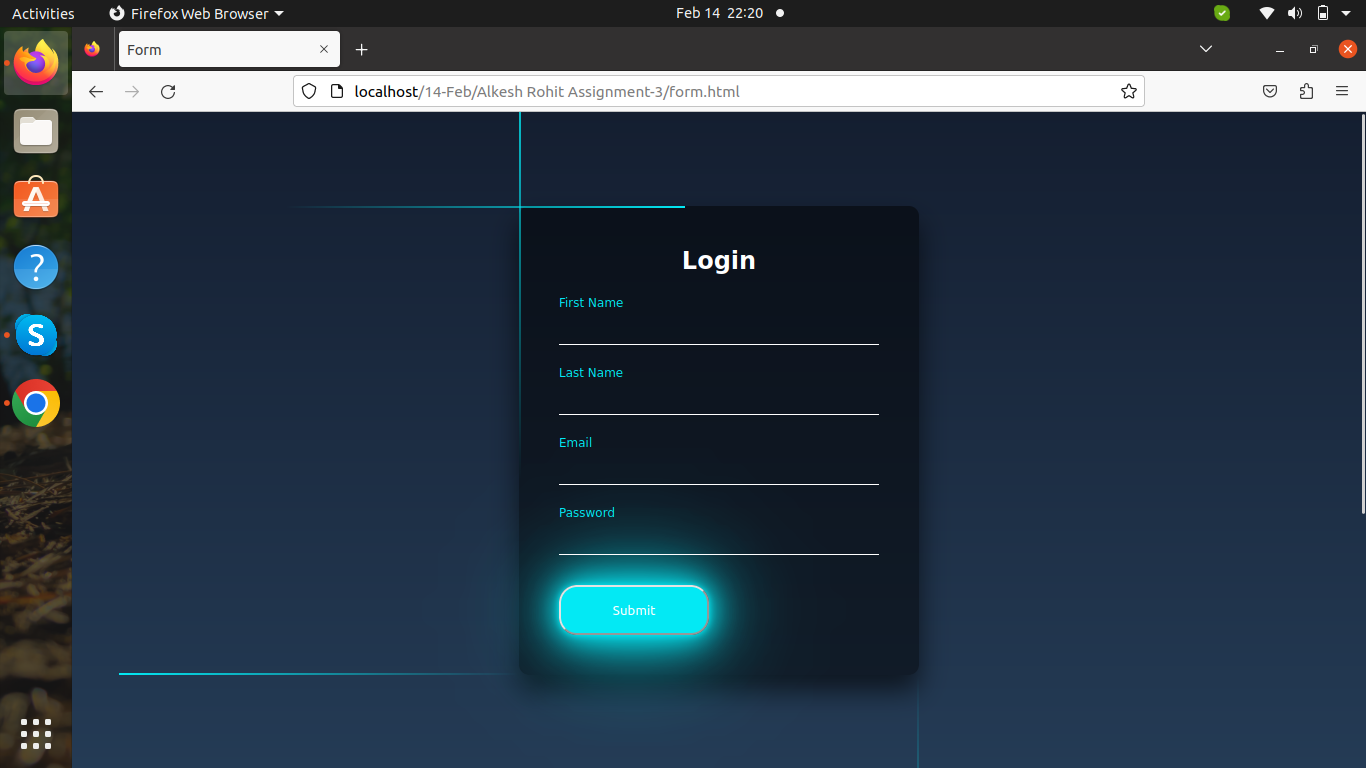 Activities Firefox Web Browser Feb 14 22:20
Form
localhost/14-Feb/Alkesh Rohit Assignment-3/form.html
Login
First Name
Last Name
Email
Password
Submit